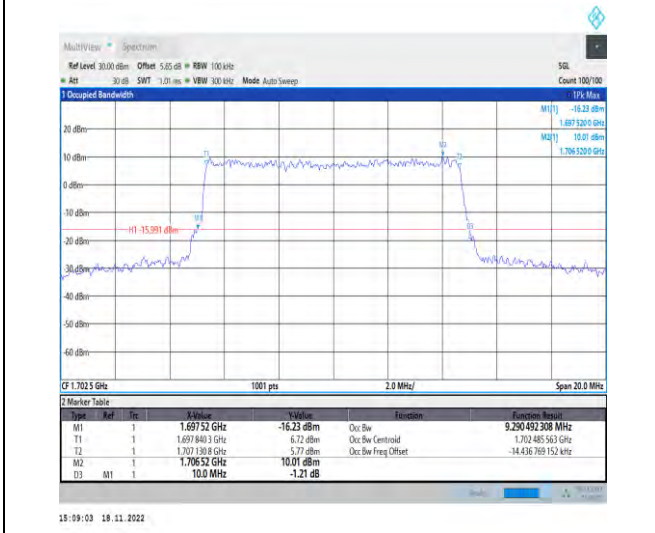 MultiView Spectrum
Ref Level 30.00 dBm Offset 5.65 dB RBW 100 kHz SGL
Att 30 dB SWT 1.01 ms VBW 300 kHz Mode Auto Sweep Count 100/100
1 Occupied Bandwidth 1Pk Max
M1[1] -16.23 dBm
1.697 520 0 GHz
20 dBm M2[1] 10.01 dBm
1.706 520 0 GHz
M2
T1 T2
10 dBm
0 dBm
-10 dBm
M1
H1 -15.991 dBm D3
-20 dBm
-30 dBm
-40 dBm
-50 dBm
-60 dBm
CF 1.702 5 GHz 1001 pts 2.0 MHz/ Span 20.0 MHz
2 Marker Table
Type Ref Trc X-Value Y-Value Function Function Result
M1 1 1.697 52 GHz -16.23 dBm Occ Bw 9.290 492 308 MHz
T1 1 1.697 840 3 GHz 6.72 dBm Occ Bw Centroid 1.702 485 563 GHz
T2 1 1.707 130 8 GHz 5.77 dBm Occ Bw Freq Offset -14.436 769 152 kHz
M2 1 1.706 52 GHz 10.01 dBm
D3 M1 1 10.0 MHz -1.21 dB
15:09:03 18.11.2022